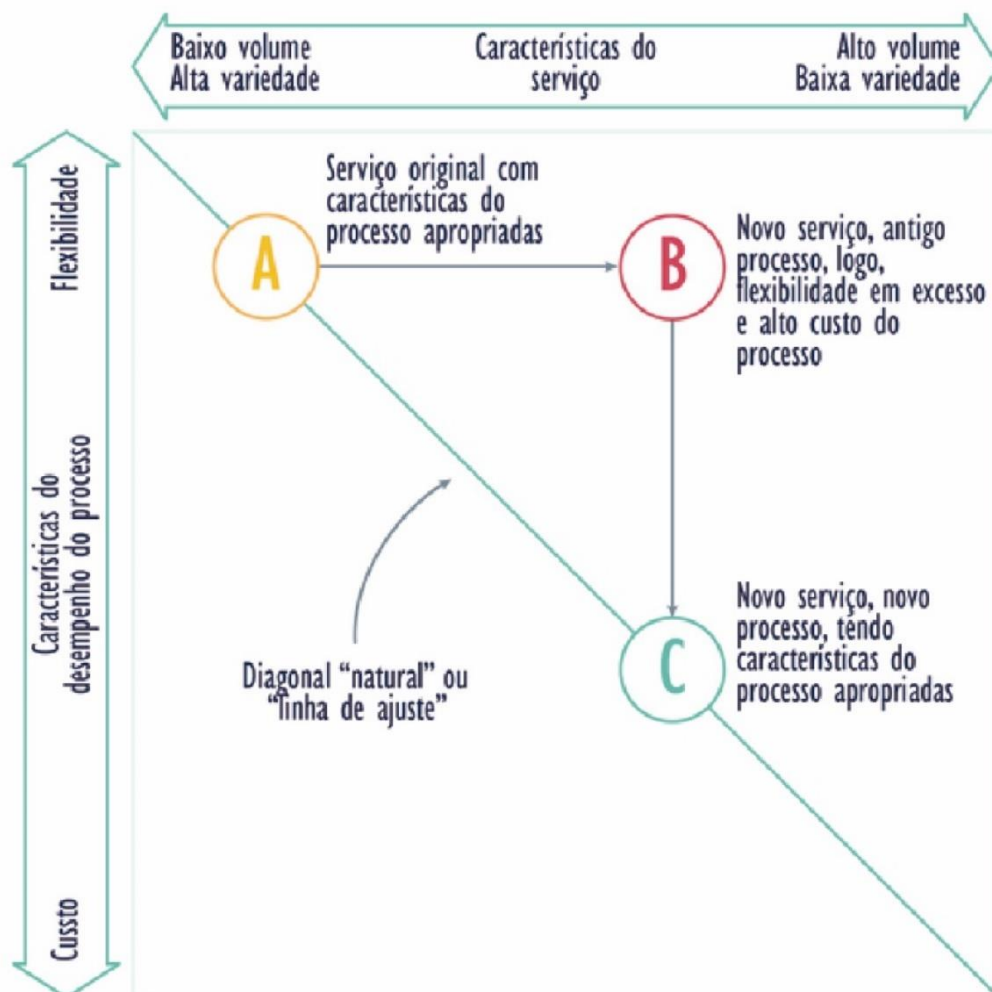 Baixo volume
Alta variedade
Características do
serviço
Alto volume
Baixa variedade
Flexibilidade
Características do
desempenho do processo
Cussto
Serviço original com
características do
processo apropriadas
A
B
Novo serviço, antigo
processo, logo,
flexibilidade em excesso
e alto custo do
processo
Diagonal “natural” ou
“linha de ajuste”
C
Novo serviço, novo
processo, tendo
características do
processo apropriadas